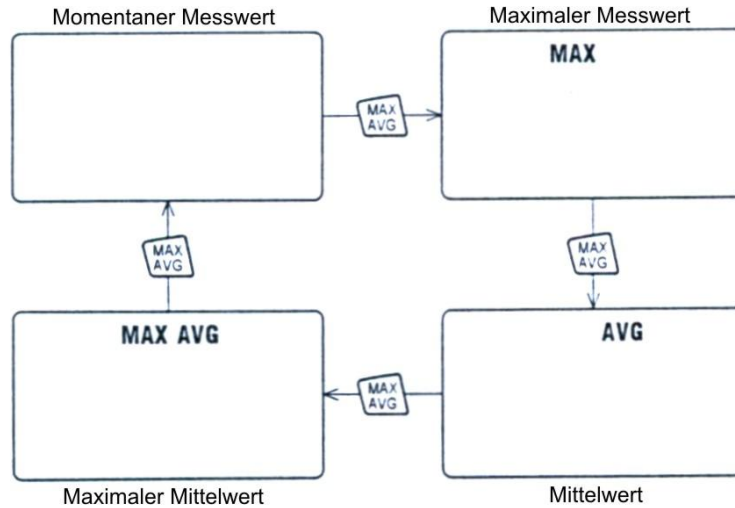 Momentaner Messwert
Maximaler Messwert
MAX
MAX
AVG
MAX
AVG
MAX
AVG
MAX AVG
AVG
MAX
AVG
Maximaler Mittelwert
Mittelwert